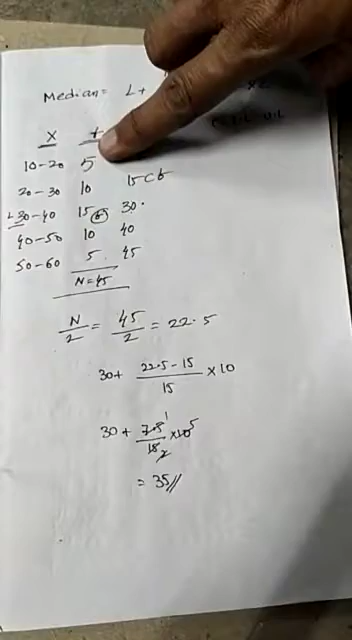 Median = L +
X f
10-20 5
20-30 10 15 cf
L 30-40 15 f 30.
40-50 10 40
50-60 5 45
N = 45
N/2 = 45/2 = 22.5
30 + 22.5 - 15/15 × 10
30 + 7.5/15 × 10
= 35//